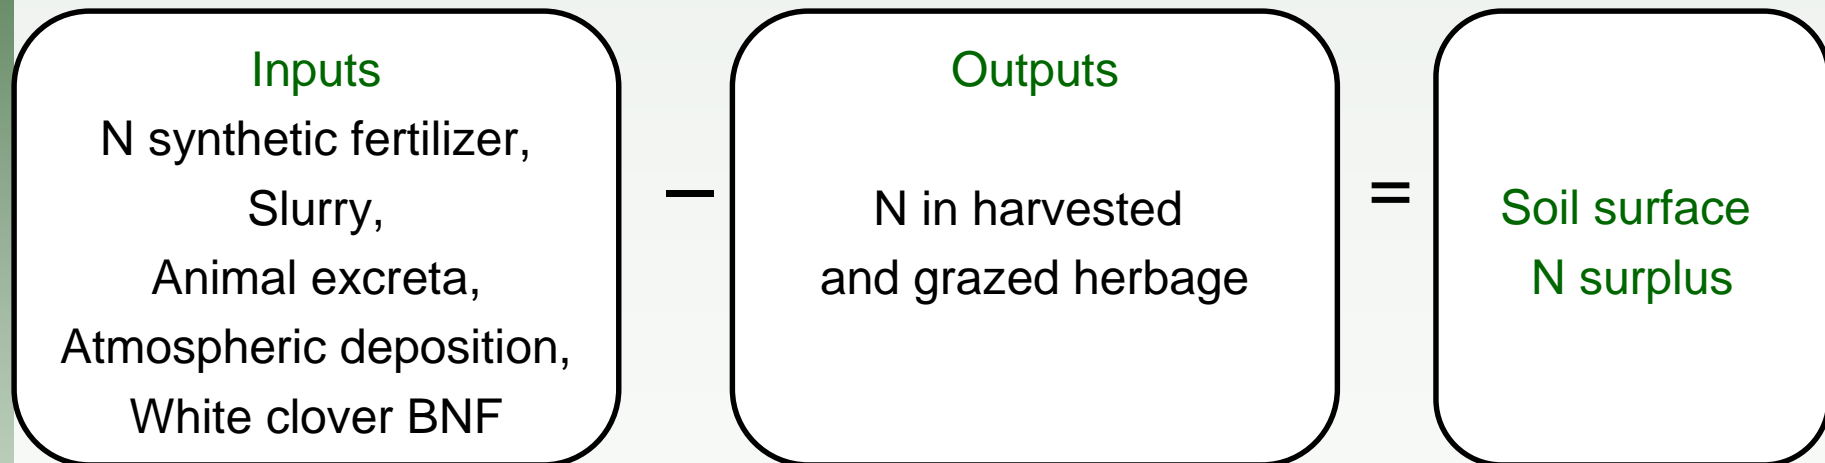 Inputs
N synthetic fertilizer,
Slurry,
Animal excreta,
Atmospheric deposition,
White clover BNF
–
Outputs
N in harvested
and grazed herbage
=
Soil surface
N surplus